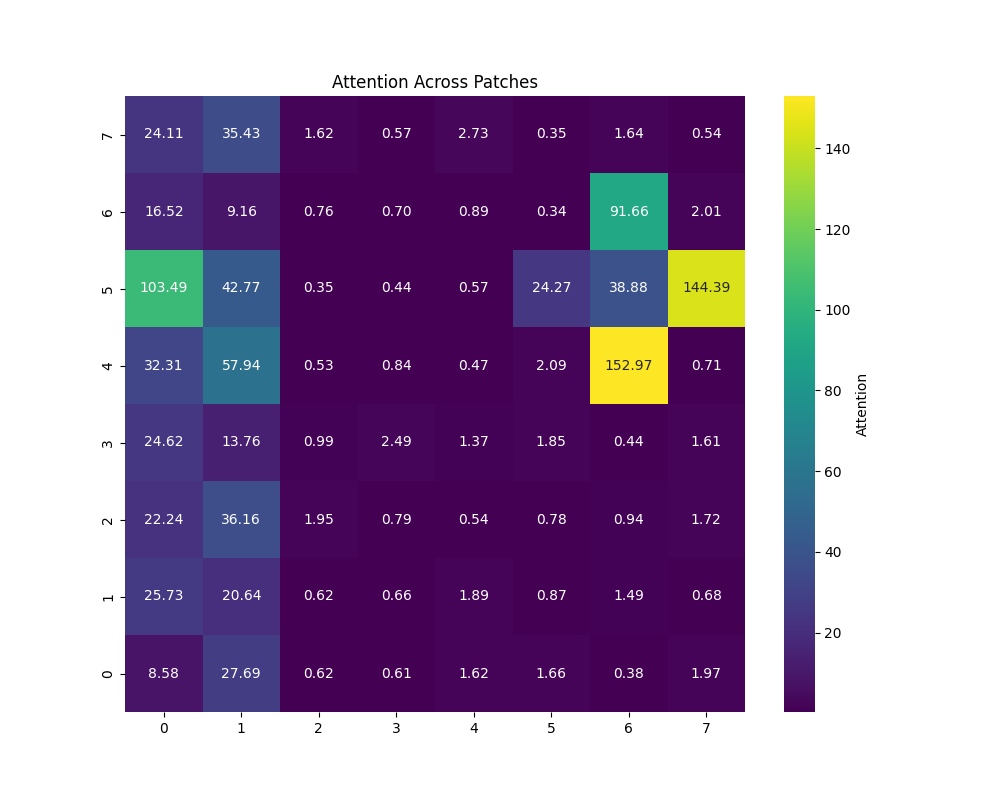 Attention Across Patches
7 24.11 35.43 1.62 0.57 2.73 0.35 1.64 0.54
6 16.52 9.16 0.76 0.70 0.89 0.34 91.66 2.01
5 103.49 42.77 0.35 0.44 0.57 24.27 38.88 144.39
4 32.31 57.94 0.53 0.84 0.47 2.09 152.97 0.71
3 24.62 13.76 0.99 2.49 1.37 1.85 0.44 1.61
2 22.24 36.16 1.95 0.79 0.54 0.78 0.94 1.72
1 25.73 20.64 0.62 0.66 1.89 0.87 1.49 0.68
0 8.58 27.69 0.62 0.61 1.62 1.66 0.38 1.97
0 1 2 3 4 5 6 7
140
120
100
80
60
40
20
Attention